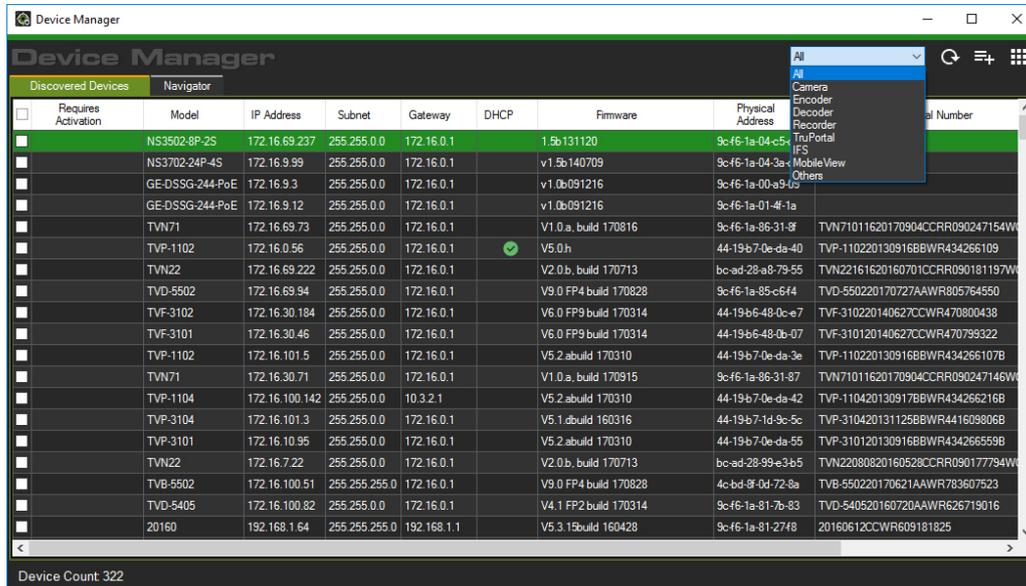 Device Manager
Device Manager
All
All
Camera
Encoder
Decoder
Recorder
TruPortal
IFS
MobileView
Others
Discovered Devices Navigator
Requires Activation Model IP Address Subnet Gateway DHCP Firmware Physical Address al Number
NS3502-8P-2S 172.16.69.237 255.255.0.0 172.16.0.1 1.5b131120 9c-f6-1a-04-c5-
NS3702-24P-4S 172.16.9.99 255.255.0.0 172.16.0.1 v1.5b140709 9c-f6-1a-04-3a-
GE-DSSG-244-PoE 172.16.9.3 255.255.0.0 172.16.0.1 v1.0b091216 9c-f6-1a-00-a9-09
GE-DSSG-244-PoE 172.16.9.12 255.255.0.0 172.16.0.1 v1.0b091216 9c-f6-1a-01-4f-1a
TVN71 172.16.69.73 255.255.0.0 172.16.0.1 V1.0.a, build 170816 9c-f6-1a-86-31-8f TVN71011620170904CCRR090247154W
TVP-1102 172.16.0.56 255.255.0.0 172.16.0.1 V5.0.h 44-19-b7-0e-da-40 TVP-110220130916BBWR434266109
TVN22 172.16.69.222 255.255.0.0 172.16.0.1 V2.0.b, build 170713 bc-ad-28-a8-79-55 TVN22161620160701CCRR090181197W
TVD-5502 172.16.69.94 255.255.0.0 172.16.0.1 V9.0 FP4 build 170828 9c-f6-1a-85-c6-f4 TVD-550220170727AAWR805764550
TVF-3102 172.16.30.184 255.255.0.0 172.16.0.1 V6.0 FP9 build 170314 44-19-b6-48-0c-e7 TVF-310220140627CCWR470800438
TVF-3101 172.16.30.46 255.255.0.0 172.16.0.1 V6.0 FP9 build 170314 44-19-b6-48-0b-07 TVF-310120140627CCWR470799322
TVP-1102 172.16.101.5 255.255.0.0 172.16.0.1 V5.2.abuild 170310 44-19-b7-0e-da-3e TVP-110220130916BBWR434266107B
TVN71 172.16.30.71 255.255.0.0 172.16.0.1 V1.0.a, build 170915 9c-f6-1a-86-31-87 TVN71011620170904CCRR090247146W
TVP-1104 172.16.100.142 255.255.0.0 10.3.2.1 V5.2.abuild 170310 44-19-b7-0e-da-42 TVP-110420130917BBWR434266216B
TVP-3104 172.16.101.3 255.255.0.0 172.16.0.1 V5.1.dbuild 160316 44-19-b7-1d-9c-5c TVP-310420131125BBWR441609806B
TVP-3101 172.16.10.95 255.255.0.0 172.16.0.1 V5.2.abuild 170310 44-19-b7-0e-da-55 TVP-310120130916BBWR434266559B
TVN22 172.16.7.22 255.255.0.0 172.16.0.1 V2.0.b, build 170713 bc-ad-28-99-e3-b5 TVN22080820160528CCRR090177794W
TVB-5502 172.16.100.51 255.255.255.0 172.16.0.1 V9.0 FP4 build 170828 4c-bd-8f-0d-72-8a TVB-550220170621AAWR783607523
TVD-5405 172.16.100.82 255.255.0.0 172.16.0.1 V4.1 FP2 build 170314 9c-f6-1a-81-7b-83 TVD-540520160720AAWR626719016
20160 192.168.1.64 255.255.255.0 192.168.1.1 V5.3.15build 160428 9c-f6-1a-81-27-f8 20160612CCWR609181825
Device Count: 322